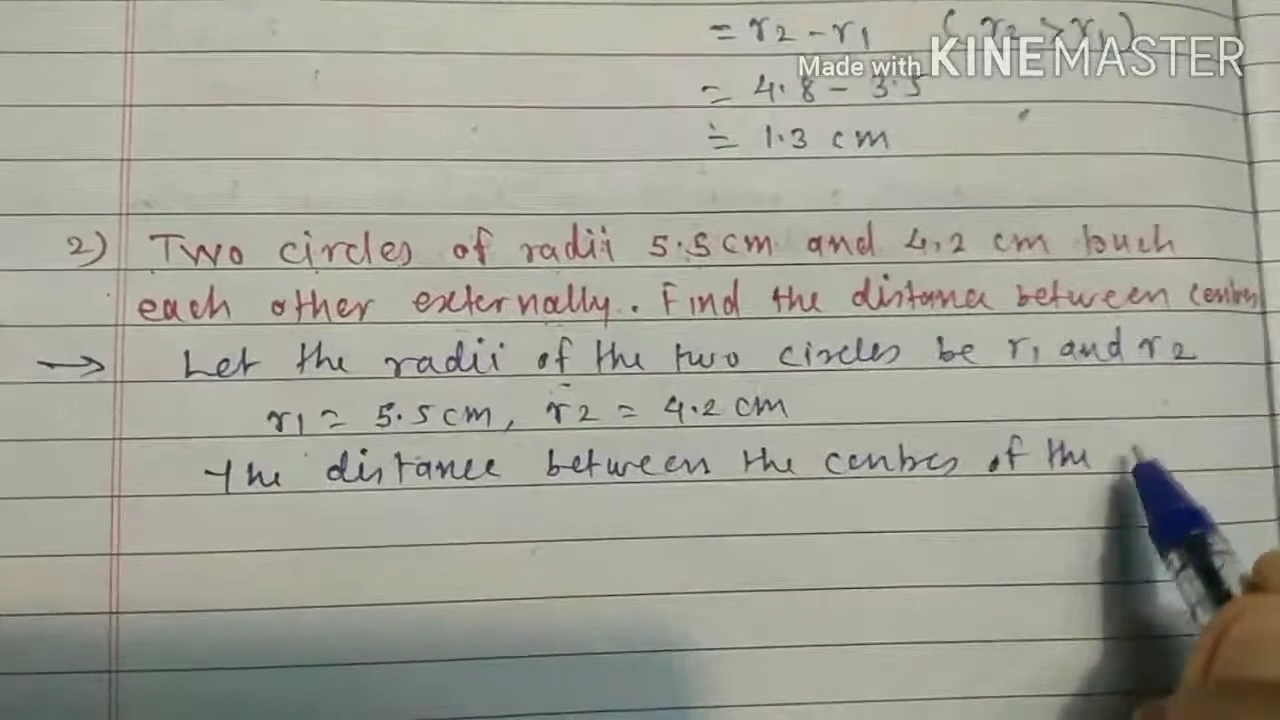 = r2 - r1 ( r2 > r1 )
Made with KINEMASTER
= 4.8 - 3.5
= 1.3 cm
2) Two circles of radii 5.5 cm and 4.2 cm touch
each other externally. Find the distance between centres
→ Let the radii of the two circles be r1 and r2
r1 = 5.5 cm, r2 = 4.2 cm
The distance between the centres of the